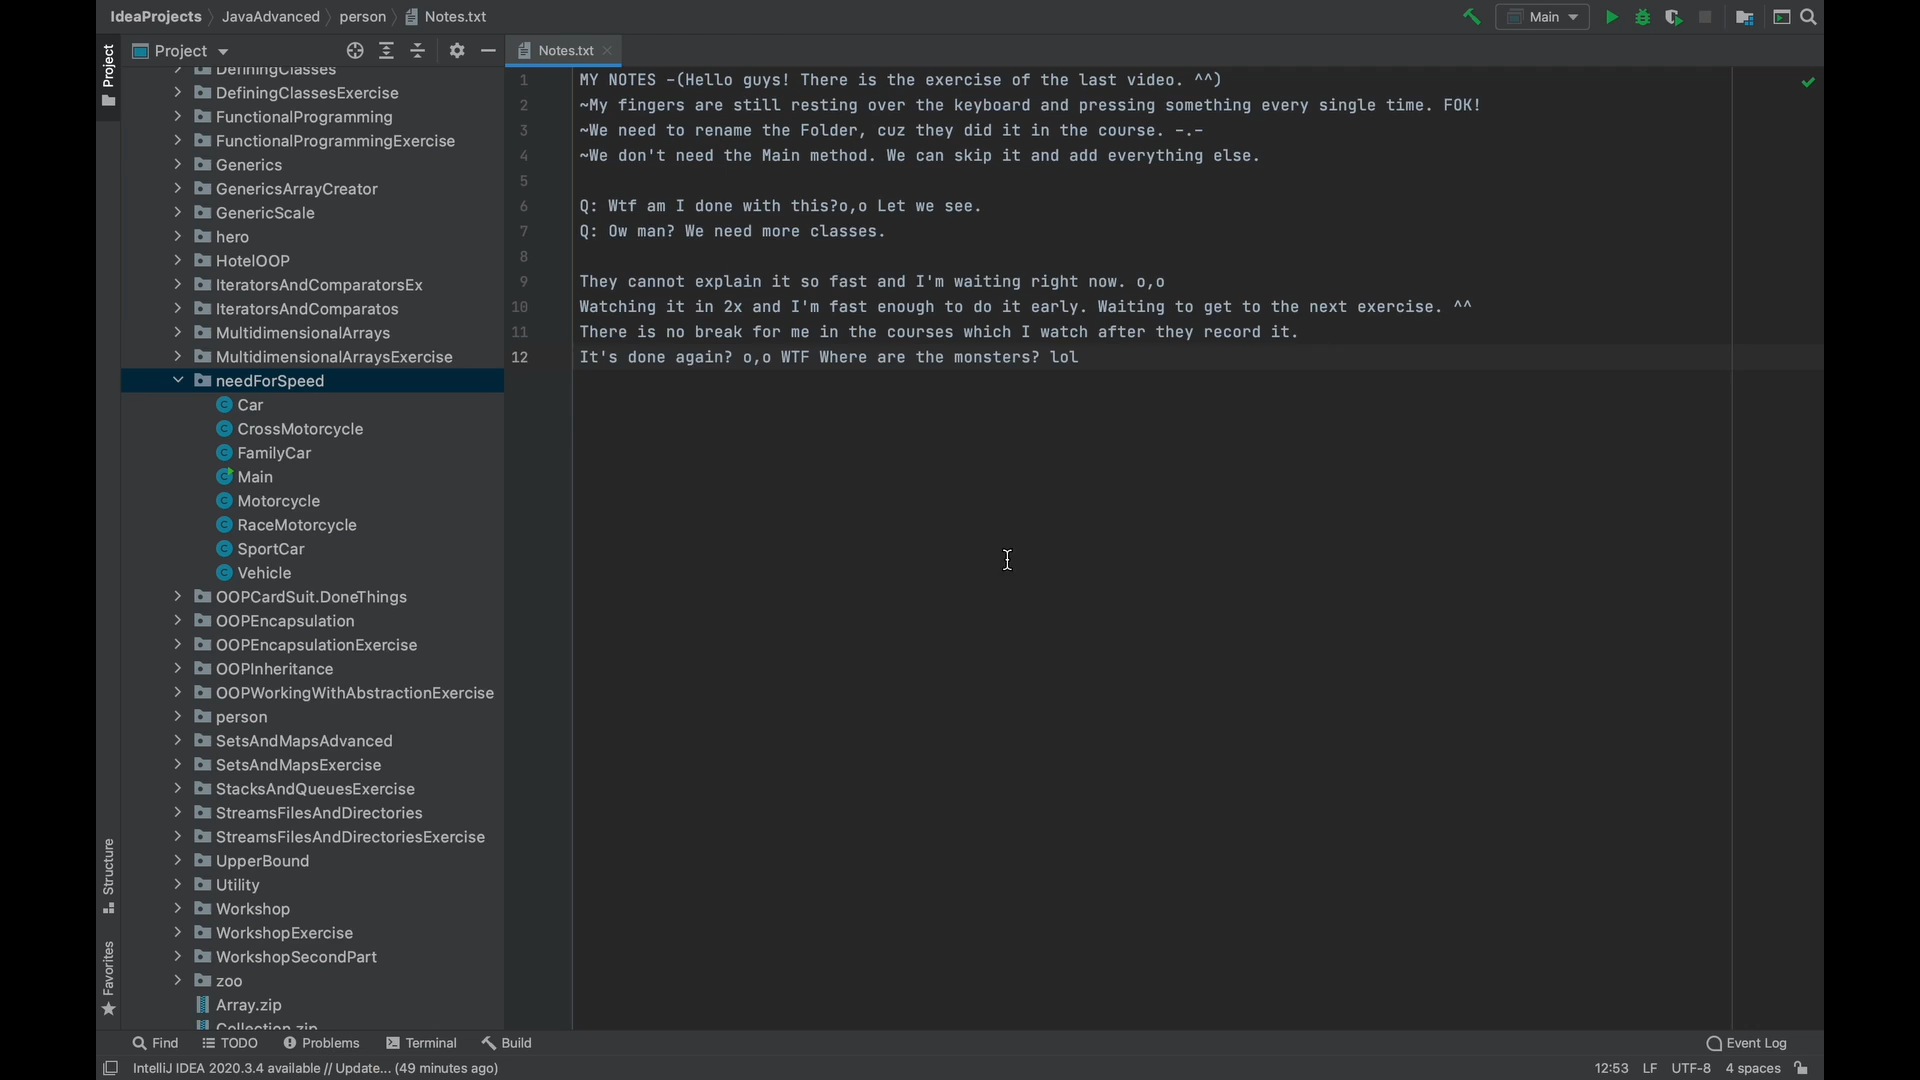 IdeaProjects JavaAdvanced person Notes.txt
Main
Project
Project
Notes.txt
DefiningClasses
DefiningClassesExercise
FunctionalProgramming
FunctionalProgrammingExercise
Generics
GenericsArrayCreator
GenericScale
hero
HotelOOP
IteratorsAndComparatorsEx
IteratorsAndComparatos
MultidimensionalArrays
MultidimensionalArraysExercise
needForSpeed
Car
CrossMotorcycle
FamilyCar
Main
Motorcycle
RaceMotorcycle
SportCar
Vehicle
OOPCardSuit.DoneThings
OOPEncapsulation
OOPEncapsulationExercise
OOPInheritance
OOPWorkingWithAbstractionExercise
person
SetsAndMapsAdvanced
SetsAndMapsExercise
StacksAndQueuesExercise
StreamsFilesAndDirectories
StreamsFilesAndDirectoriesExercise
UpperBound
Utility
Workshop
WorkshopExercise
WorkshopSecondPart
zoo
Array.zip
Collection.zip
1 MY NOTES -(Hello guys! There is the exercise of the last video. ^^)
2 ~My fingers are still resting over the keyboard and pressing something every single time. FOK!
3 ~We need to rename the Folder, cuz they did it in the course. -.-
4 ~We don't need the Main method. We can skip it and add everything else.
5
6 Q: Wtf am I done with this?o,o Let we see.
7 Q: Ow man? We need more classes.
8
9 They cannot explain it so fast and I'm waiting right now. o,o
10 Watching it in 2x and I'm fast enough to do it early. Waiting to get to the next exercise. ^^
11 There is no break for me in the courses which I watch after they record it.
12 It's done again? o,o WTF Where are the monsters? lol
Structure
Favorites
Find TODO Problems Terminal Build Event Log
IntelliJ IDEA 2020.3.4 available // Update... (49 minutes ago) 12:53 LF UTF-8 4 spaces